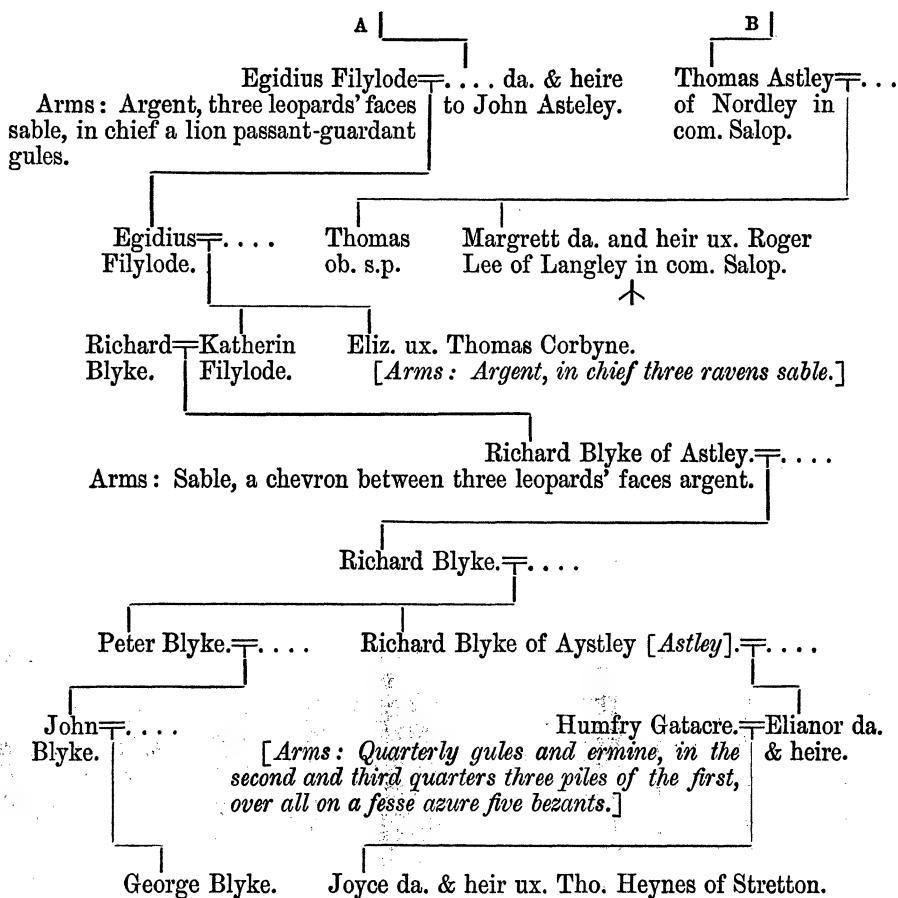 A B
Egidius Filylode=. . . . da. & heire
to John Asteley.
Arms: Argent, three leopards' faces
sable, in chief a lion passant-guardant
gules.
Thomas Astley=. . .
of Nordley in
com. Salop.
Egidius=. . . .
Filylode.
Thomas
ob. s.p.
Margrett da. and heir ux. Roger
Lee of Langley in com. Salop.
Richard=Katherin
Blyke. Filylode.
Eliz. ux. Thomas Corbyne.
[Arms: Argent, in chief three ravens sable.]
Richard Blyke of Astley.=. . . .
Arms: Sable, a chevron between three leopards' faces argent.
Richard Blyke.=. . . .
Peter Blyke.=. . . . Richard Blyke of Aystley [Astley].=. . . .
John=. . . .
Blyke.
Humfry Gatacre.=Elianor da.
& heire.
[Arms: Quarterly gules and ermine, in the
second and third quarters three piles of the first,
over all on a fesse azure five bezants.]
George Blyke. Joyce da. & heir ux. Tho. Heynes of Stretton.